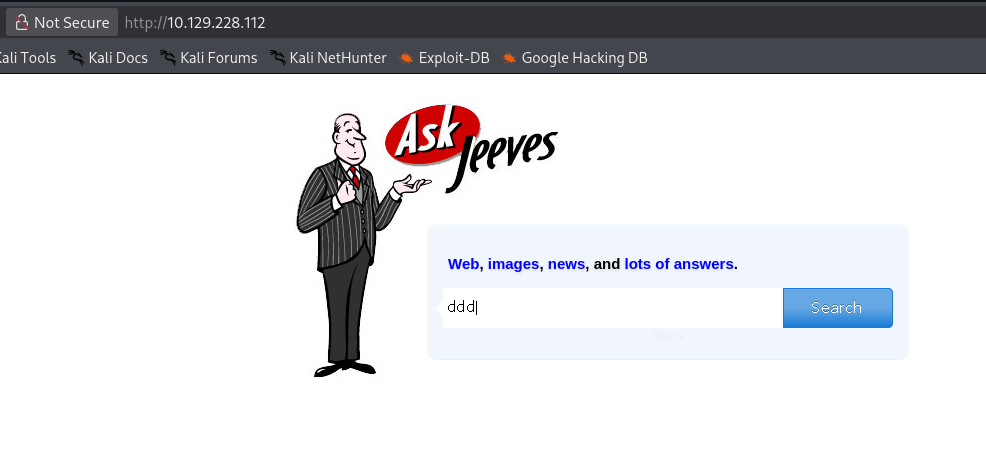 Not Secure http://10.129.228.112
Kali Tools Kali Docs Kali Forums Kali NetHunter Exploit-DB Google Hacking DB
Ask
Jeeves
Web, images, news, and lots of answers.
ddd Search